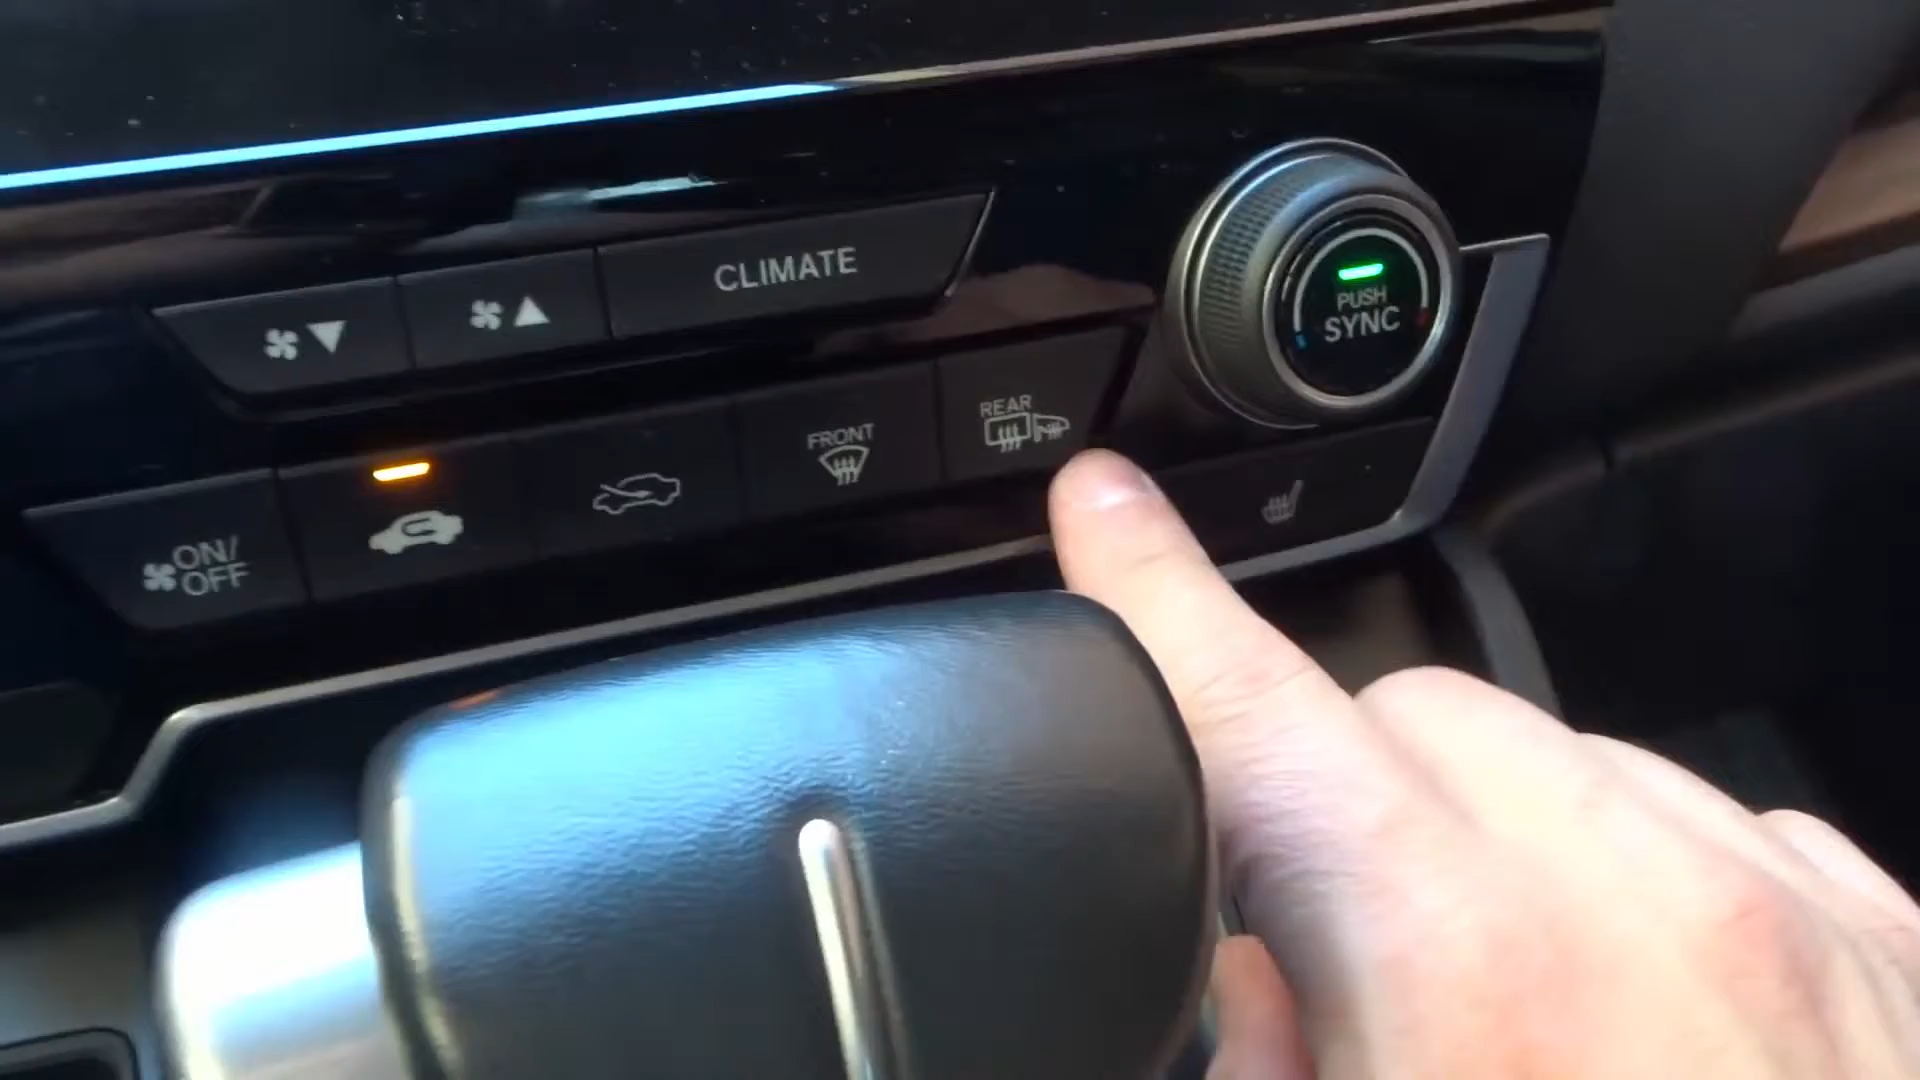 CLIMATE
PUSH
SYNC
REAR
FRONT
ON/
OFF